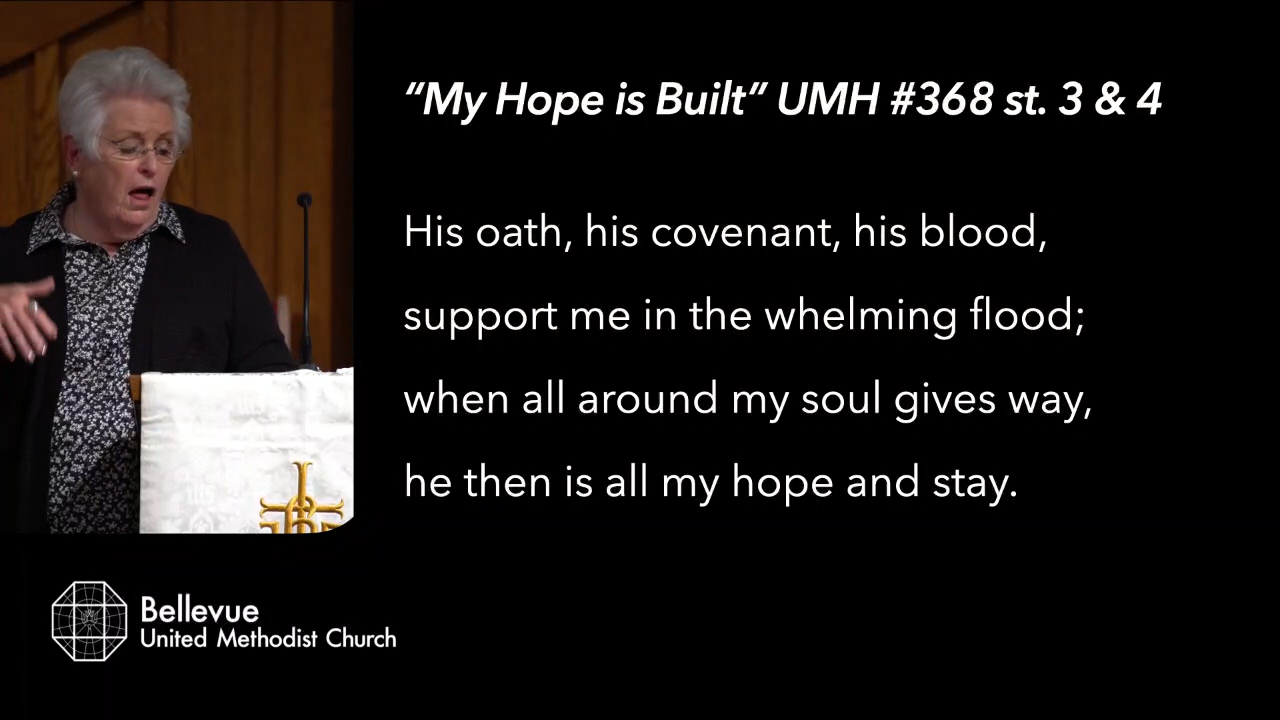 “My Hope is Built” UMH #368 st. 3 & 4
His oath, his covenant, his blood,
support me in the whelming flood;
when all around my soul gives way,
he then is all my hope and stay.
Bellevue
United Methodist Church